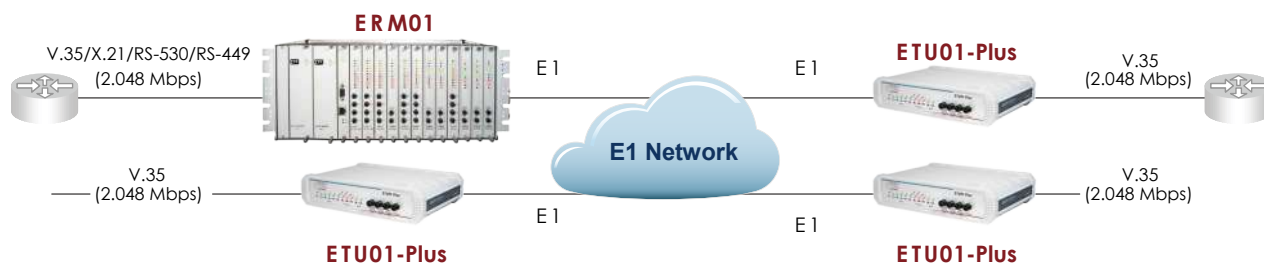 ERM01
V.35/X.21/RS-530/RS-449
(2.048 Mbps)
E1
E1
ETU01-Plus
V.35
(2.048 Mbps)
E1 Network
V.35
(2.048 Mbps)
E1
ETU01-Plus
E1
ETU01-Plus
V.35
(2.048 Mbps)